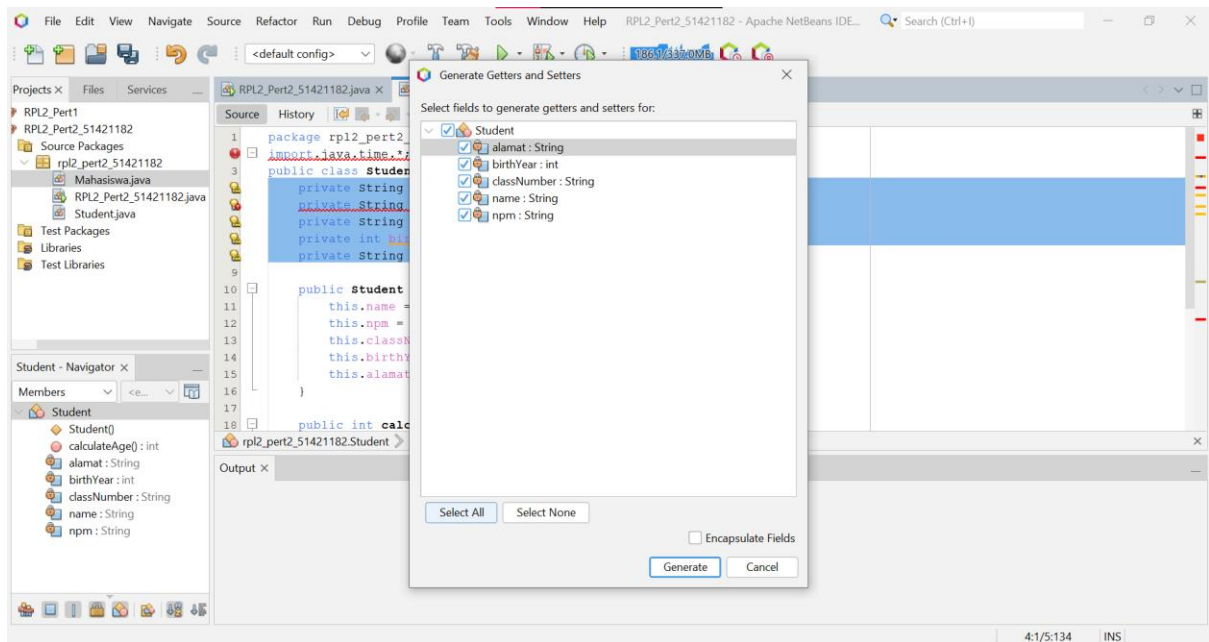 File Edit View Navigate Source Refactor Run Debug Profile Team Tools Window Help RPL2_Pert2_51421182 - Apache NetBeans IDE... Search (Ctrl+I)
<default config> 186.1/337.0MB
Projects Files Services
RPL2_Pert1
RPL2_Pert2_51421182
Source Packages
rpl2_pert2_51421182
Mahasiswa.java
RPL2_Pert2_51421182.java
Student.java
Test Packages
Libraries
Test Libraries
Student - Navigator
Members <e...
Student
Student()
calculateAge() : int
alamat : String
birthYear : int
classNumber : String
name : String
npm : String
RPL2_Pert2_51421182.java
Source History
1 package rpl2_pert2_
import.java.time.*;
3 public class Studen
private String
private String
private String
private int bir
private String
9
10 public Student
11 this.name =
12 this.npm =
13 this.classN
14 this.birthY
15 this.alamat
16 }
17
18 public int calc
rpl2_pert2_51421182.Student
Output
Generate Getters and Setters
Select fields to generate getters and setters for:
Student
alamat : String
birthYear : int
classNumber : String
name : String
npm : String
Select All Select None
Encapsulate Fields
Generate Cancel
4:1/5:134 INS